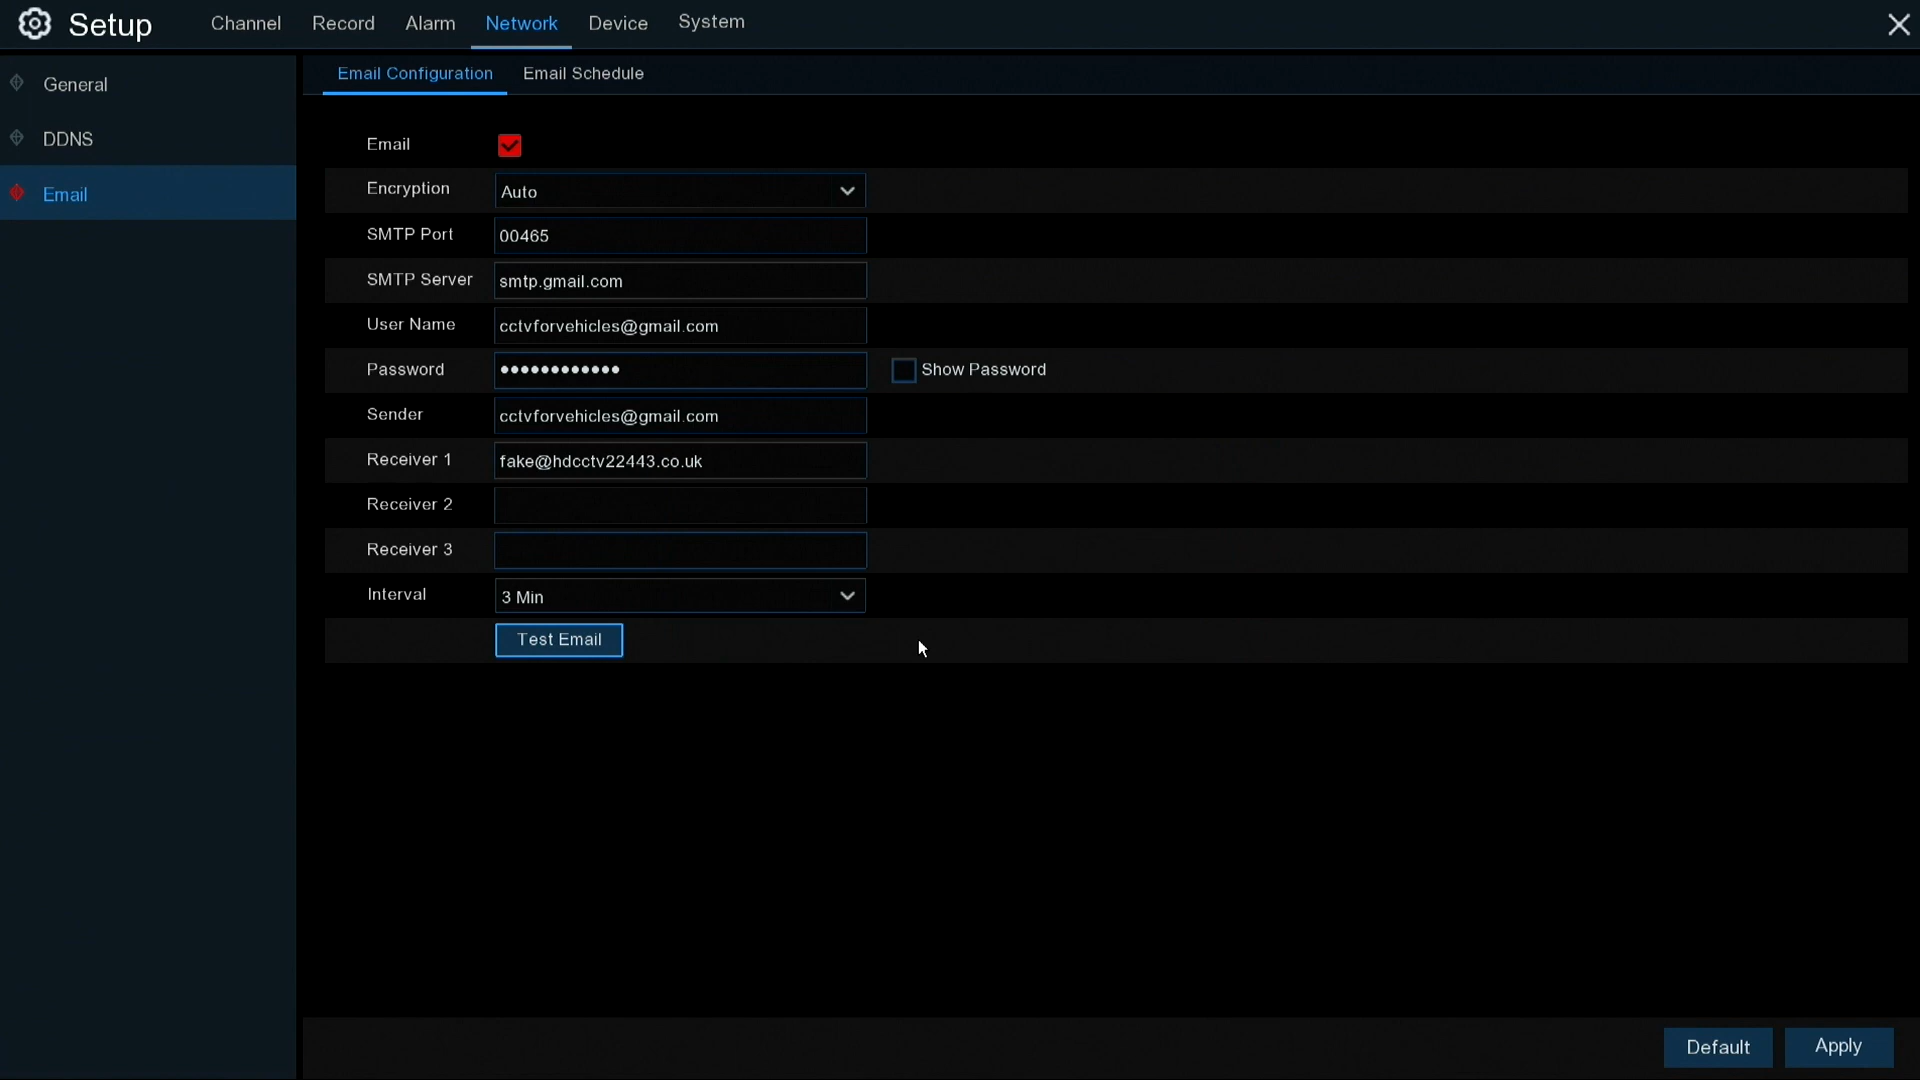 Setup Channel Record Alarm Network Device System
General
DDNS
Email
Email Configuration Email Schedule
Email
Encryption Auto
SMTP Port 00465
SMTP Server smtp.gmail.com
User Name cctvforvehicles@gmail.com
Password •••••••••••• Show Password
Sender cctvforvehicles@gmail.com
Receiver 1 fake@hdcctv22443.co.uk
Receiver 2
Receiver 3
Interval 3 Min
Test Email
Default Apply